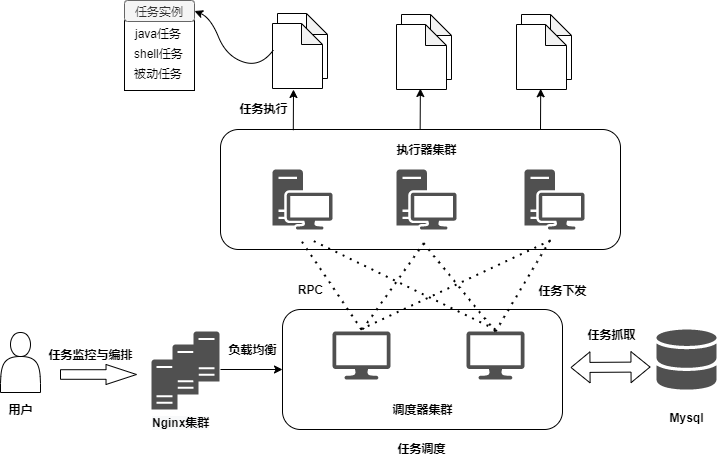 任务实例
java任务
shell任务
被动任务
任务执行
执行器集群
RPC
任务下发
任务监控与编排
负载均衡
任务抓取
用户
Nginx集群
调度器集群
Mysql
任务调度